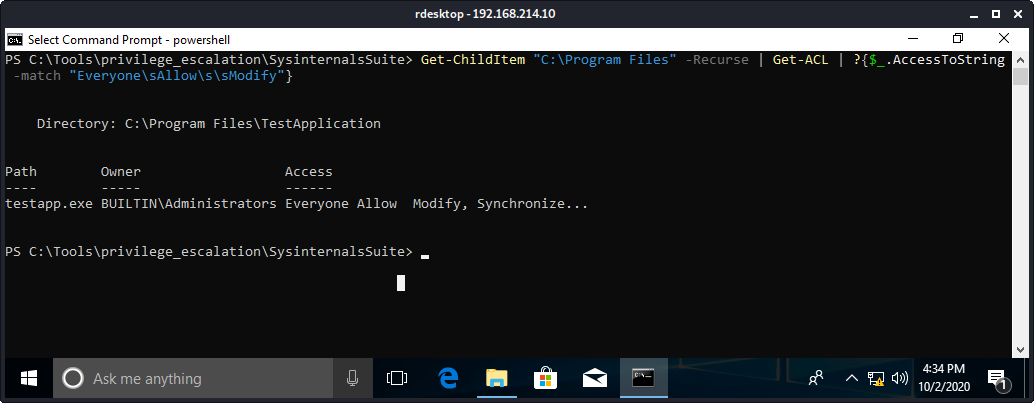 rdesktop - 192.168.214.10
Select Command Prompt - powershell
PS C:\Tools\privilege_escalation\SysinternalsSuite> Get-ChildItem "C:\Program Files" -Recurse | Get-ACL | ?{$_.AccessToString
 -match "Everyone\sAllow\s\sModify"}
    Directory: C:\Program Files\TestApplication
Path        Owner                  Access
----        -----                  ------
testapp.exe BUILTIN\Administrators Everyone Allow  Modify, Synchronize...
PS C:\Tools\privilege_escalation\SysinternalsSuite>
Ask me anything
4:34 PM
10/2/2020
1